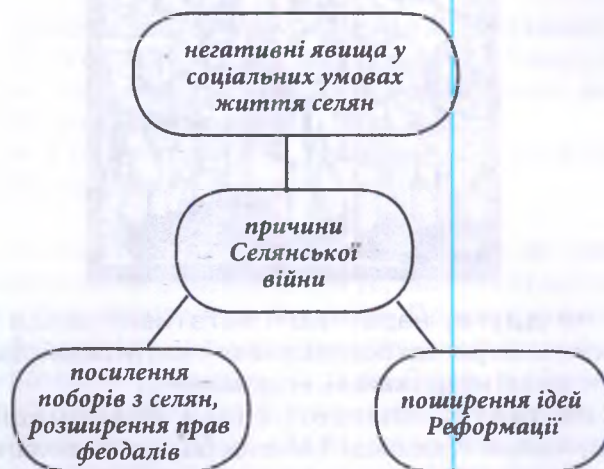 негативні явища у
соціальних умовах
життя селян
причини
Селянської
війни
посилення
поборів з селян,
розширення прав
феодалів
поширення ідей
Реформації